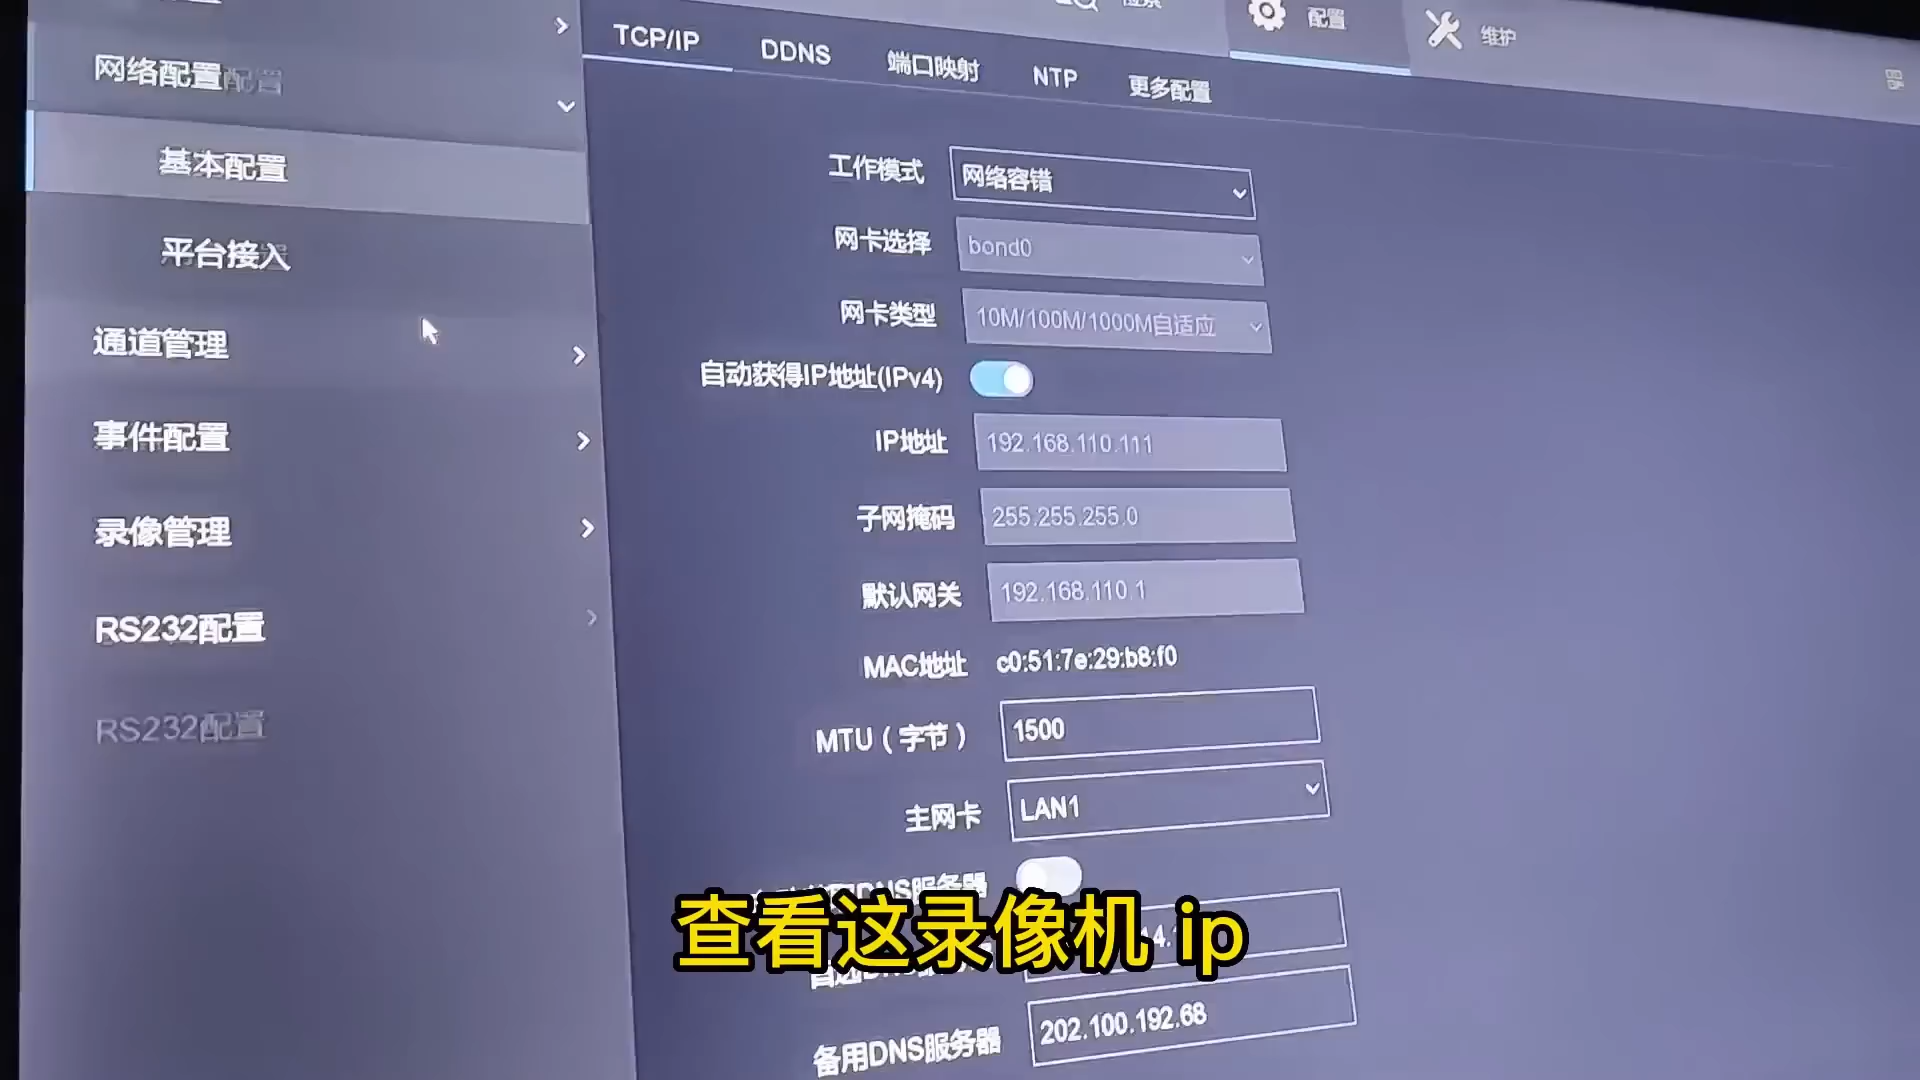 配置
维护
TCP/IP
DDNS
端口映射
NTP
更多配置
网络配置
基本配置
平台接入
通道管理
事件配置
录像管理
RS232配置
RS232配置
工作模式 网络容错
网卡选择 bond0
网卡类型 10M/100M/1000M自适应
自动获得IP地址(IPv4)
IP地址 192.168.110.111
子网掩码 255.255.255.0
默认网关 192.168.110.1
MAC地址 c0:51:7e:29:b8:f0
MTU（字节） 1500
主网卡 LAN1
DNS服务器
查看这录像机 ip
备用DNS服务器 202.100.192.68